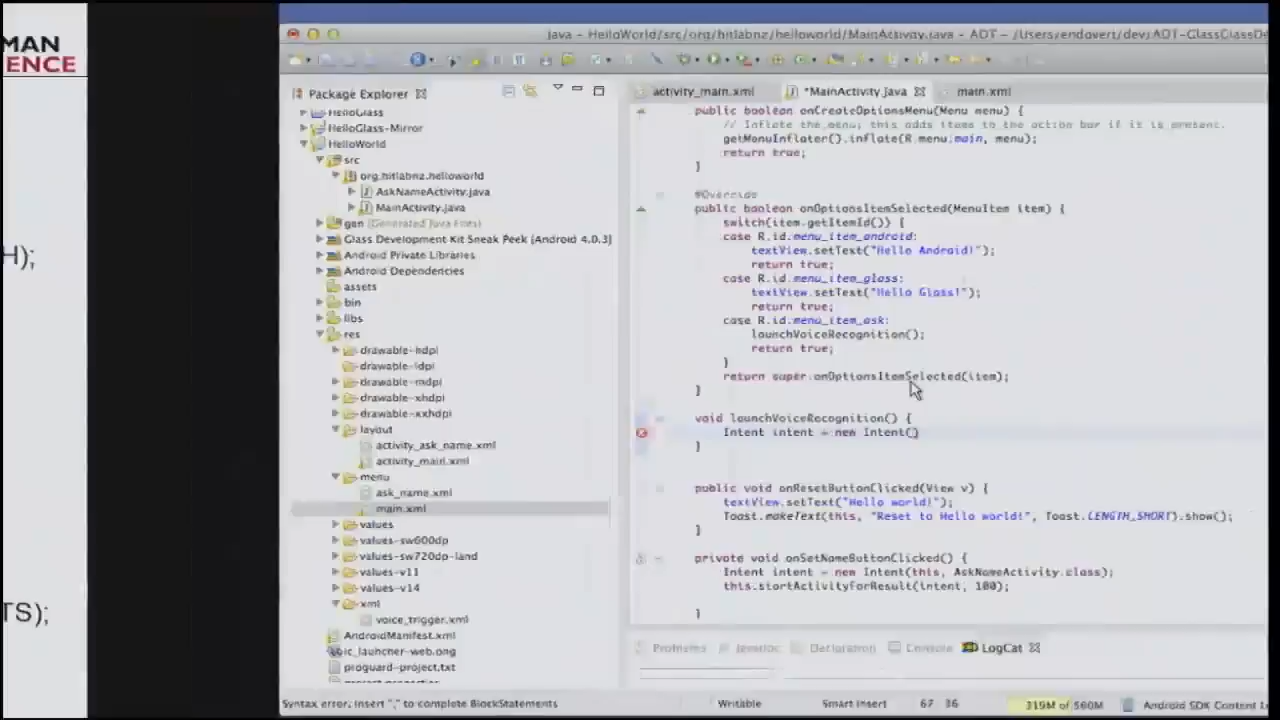 MAN
ENCE
H);
TS);
Java - HelloWorld/src/org/hitlabnz/helloworld/MainActivity.java - ADT - /Users/endovert/dev/ADT-GlassClassDe
Package Explorer
HelloGlass
HelloGlass-Mirror
HelloWorld
src
org.hitlabnz.helloworld
AskNameActivity.java
MainActivity.java
gen (Generated Java Files)
Glass Development Kit Sneak Peek (Android 4.0.3)
Android Private Libraries
Android Dependencies
assets
bin
libs
res
drawable-hdpi
drawable-ldpi
drawable-mdpi
drawable-xhdpi
drawable-xxhdpi
layout
activity_ask_name.xml
activity_main.xml
menu
ask_name.xml
main.xml
values
values-sw600dp
values-sw720dp-land
values-v11
values-v14
xml
voice_trigger.xml
AndroidManifest.xml
ic_launcher-web.png
proguard-project.txt
project.properties
activity_main.xml
*MainActivity.java
main.xml
public boolean onCreateOptionsMenu(Menu menu) {
// Inflate the menu; this adds items to the action bar if it is present.
getMenuInflater().inflate(R.menu.main, menu);
return true;
}
@Override
public boolean onOptionsItemSelected(MenuItem item) {
switch(item.getItemId()) {
case R.id.menu_item_android:
textView.setText("Hello Android!");
return true;
case R.id.menu_item_glass:
textView.setText("Hello Glass!");
return true;
case R.id.menu_item_ask:
launchVoiceRecognition();
return true;
}
return super.onOptionsItemSelected(item);
}
void launchVoiceRecognition() {
Intent intent = new Intent()
}
public void onResetButtonClicked(View v) {
textView.setText("Hello world!");
Toast.makeText(this, "Reset to Hello world!", Toast.LENGTH_SHORT).show();
}
private void onSetNameButtonClicked() {
Intent intent = new Intent(this, AskNameActivity.class);
this.startActivityForResult(intent, 100);
}
Problems
Javadoc
Declaration
Console
LogCat
Syntax error, insert ";" to complete BlockStatements
Writable
Smart Insert
67 : 36
319M of 560M
Android SDK Content L